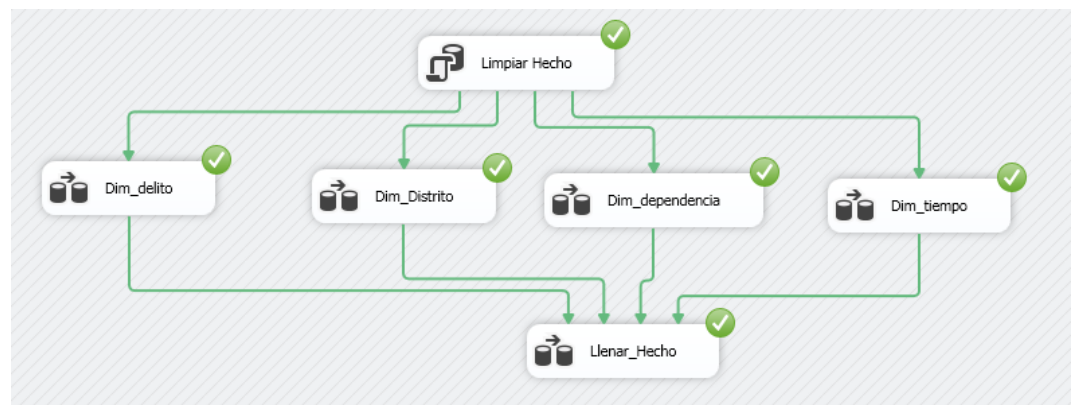 Limpiar Hecho
Dim_delito
Dim_Distrito
Dim_dependencia
Dim_tiempo
Llenar_Hecho